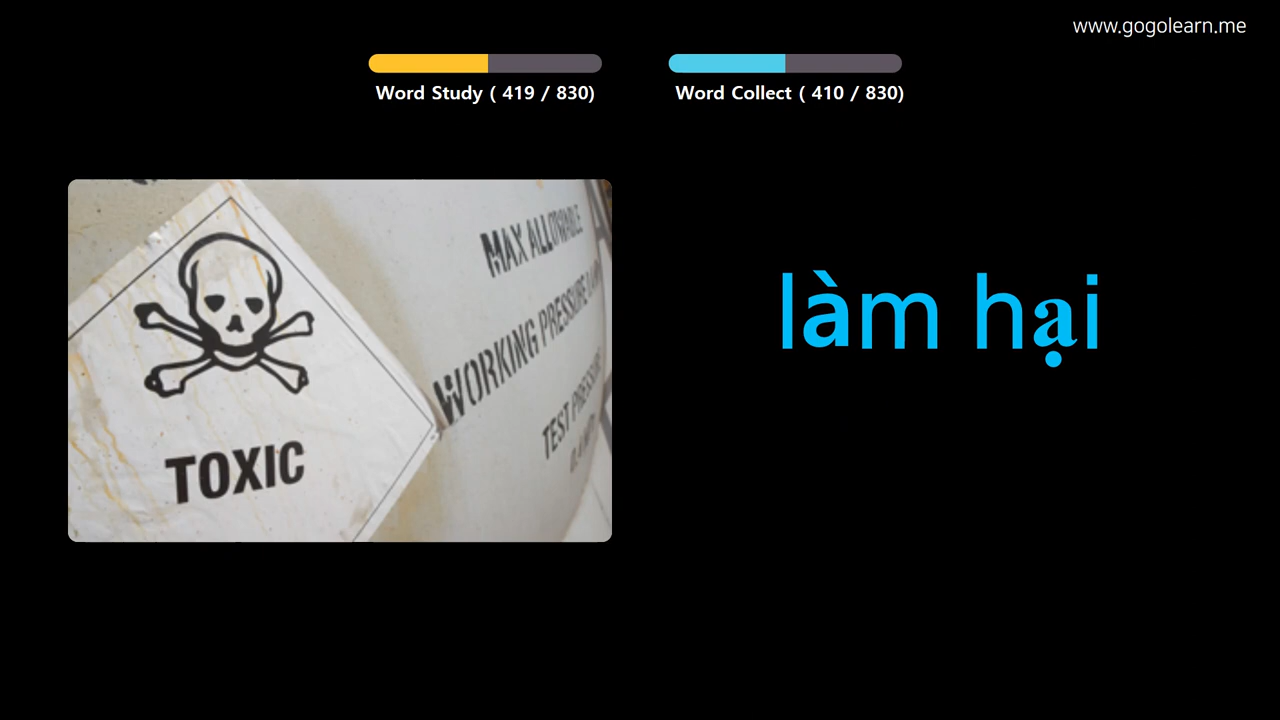 www.gogolearn.me
Word Study ( 419 / 830)
Word Collect ( 410 / 830)
MAX ALLOWABLE
WORKING PRESSURE
TEST PRESSURE
TOXIC
làm hại